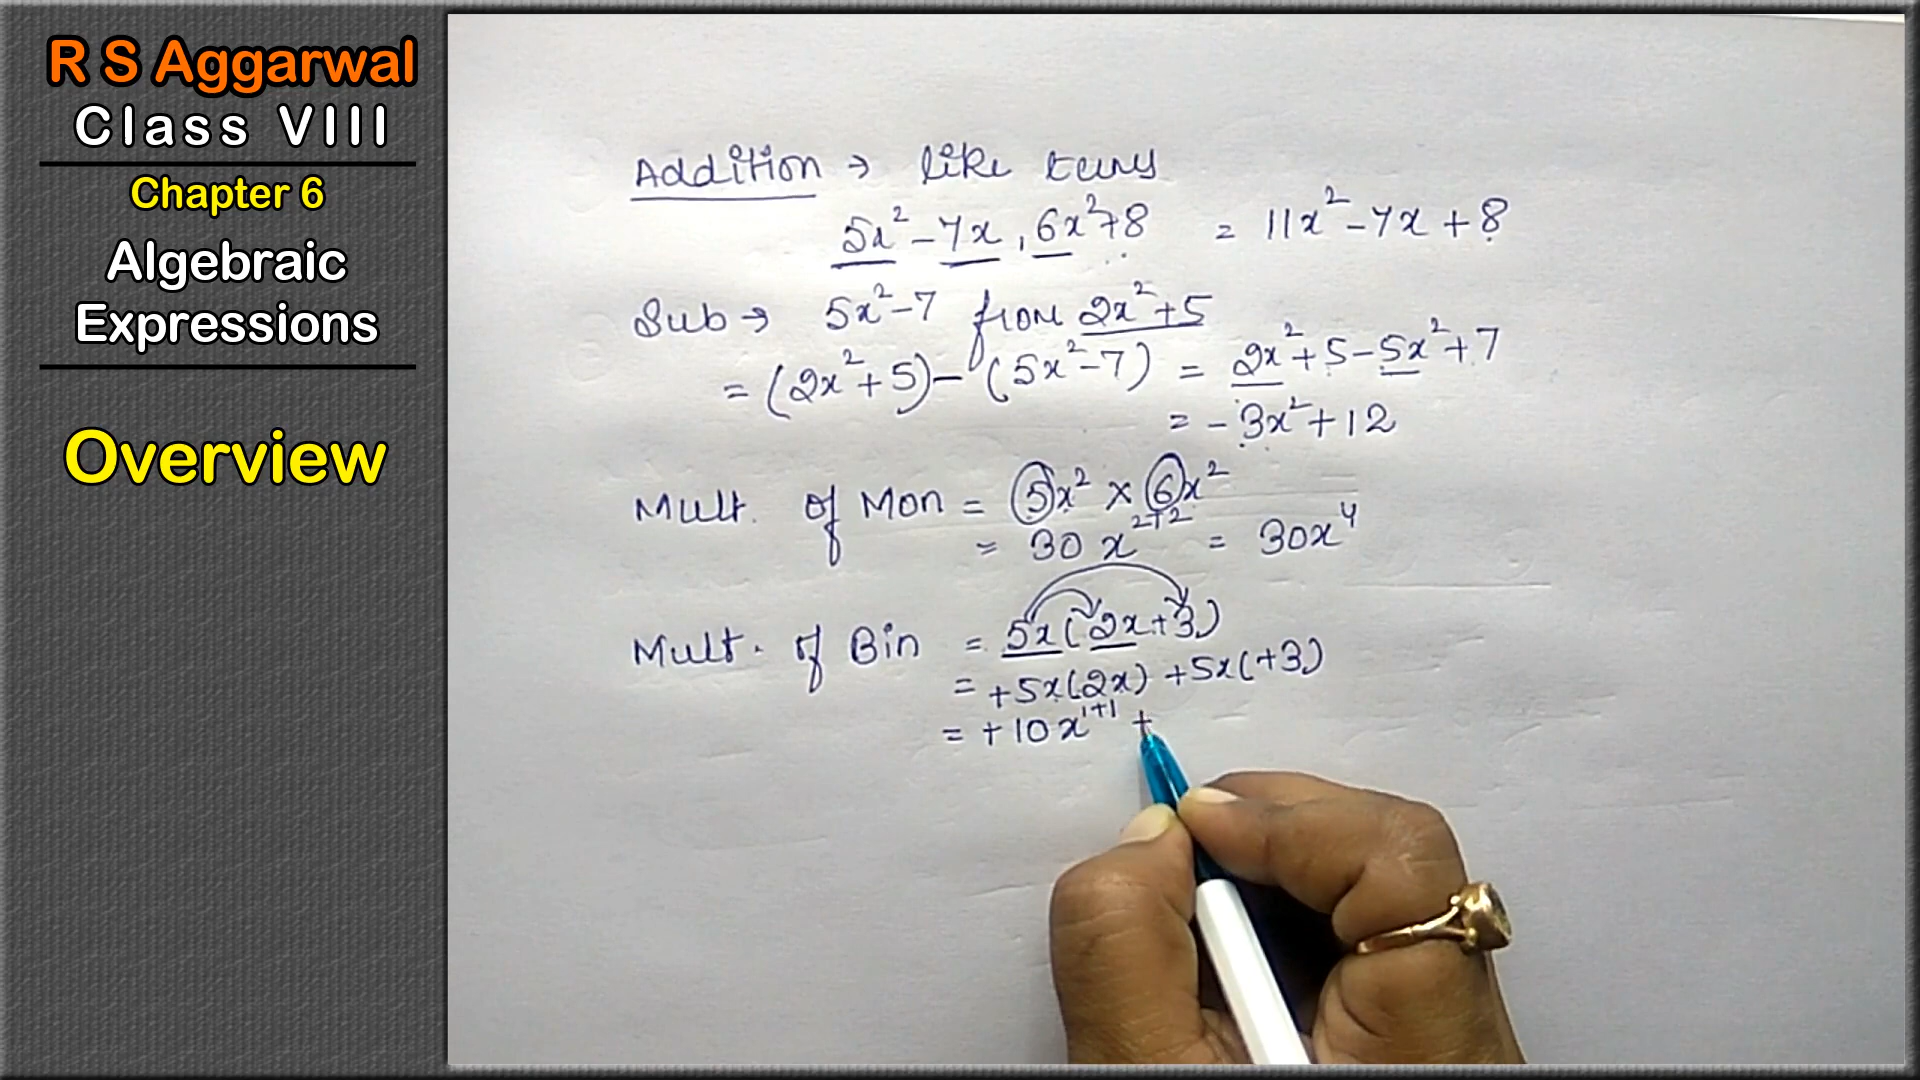 R S Aggarwal
Class VIII
Chapter 6
Algebraic
Expressions
Overview
Addition → like terms
5x² - 7x , 6x² + 8 = 11x² - 7x + 8
Sub → 5x² - 7 from 2x² + 5
= (2x² + 5) - (5x² - 7) = 2x² + 5 - 5x² + 7
= - 3x² + 12
Mult. of Mon = 5x² × 6x²
= 30 x²⁺² = 30x⁴
Mult. of Bin = 5x(2x + 3)
= +5x(2x) +5x(+3)
= +10x¹⁺¹ +